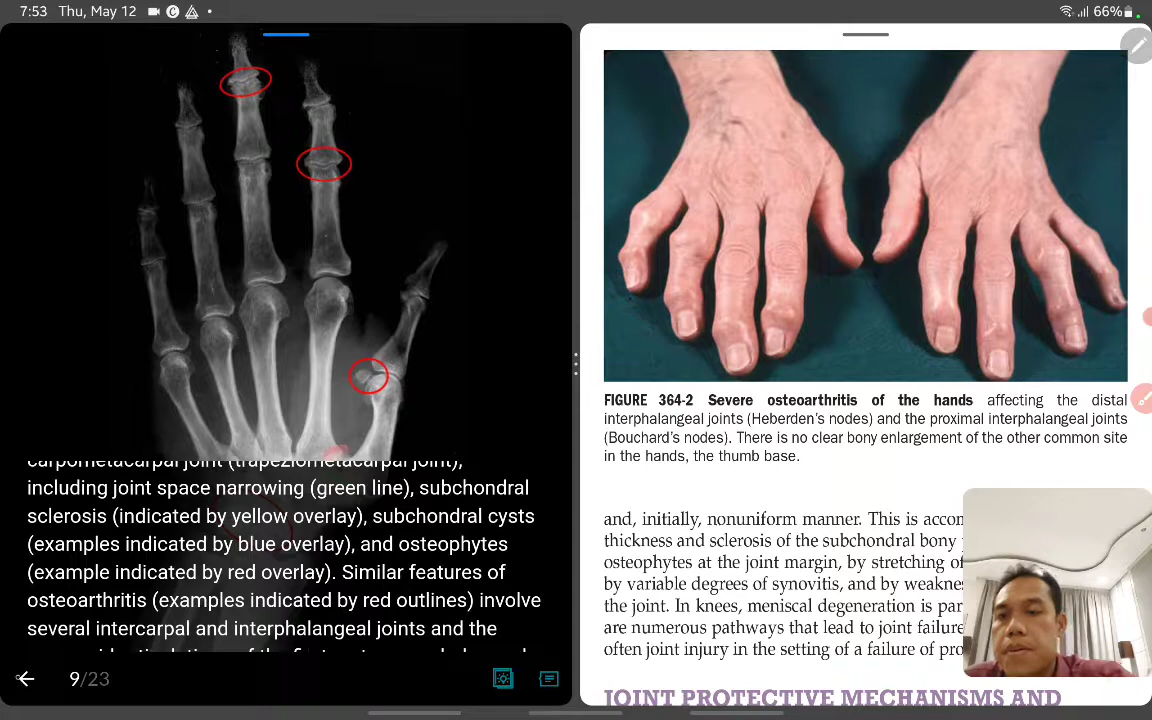 7:53 Thu, May 12
66%
carpometacarpal joint (trapeziometacarpal joint),
including joint space narrowing (green line), subchondral
sclerosis (indicated by yellow overlay), subchondral cysts
(examples indicated by blue overlay), and osteophytes
(example indicated by red overlay). Similar features of
osteoarthritis (examples indicated by red outlines) involve
several intercarpal and interphalangeal joints and the
9/23
FIGURE 364-2 Severe osteoarthritis of the hands affecting the distal
interphalangeal joints (Heberden's nodes) and the proximal interphalangeal joints
(Bouchard's nodes). There is no clear bony enlargement of the other common site
in the hands, the thumb base.
and, initially, nonuniform manner. This is accom
thickness and sclerosis of the subchondral bony
osteophytes at the joint margin, by stretching of
by variable degrees of synovitis, and by weakne
the joint. In knees, meniscal degeneration is par
are numerous pathways that lead to joint failure
often joint injury in the setting of a failure of pro
JOINT PROTECTIVE MECHANISMS AND